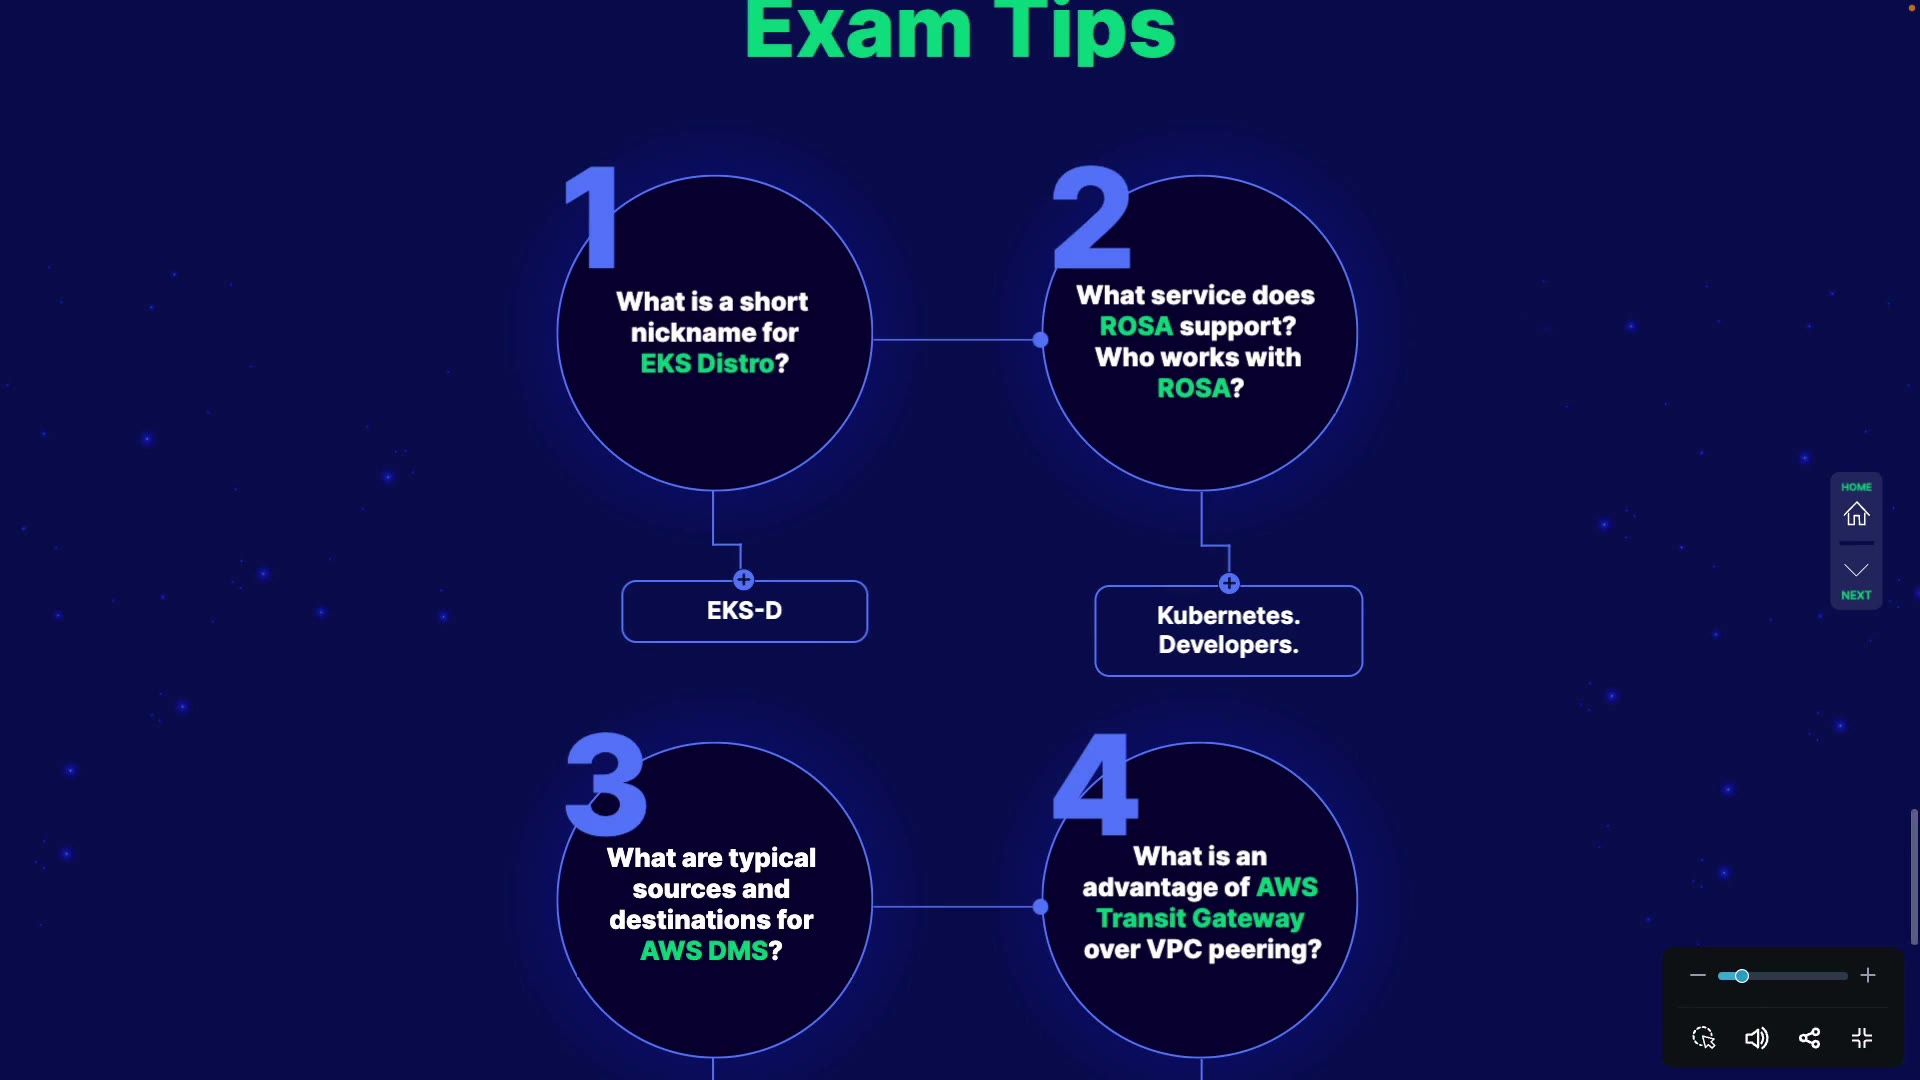 Exam Tips
1
What is a short
nickname for
EKS Distro?
EKS-D
2
What service does
ROSA support?
Who works with
ROSA?
Kubernetes.
Developers.
3
What are typical
sources and
destinations for
AWS DMS?
4
What is an
advantage of AWS
Transit Gateway
over VPC peering?
HOME
NEXT